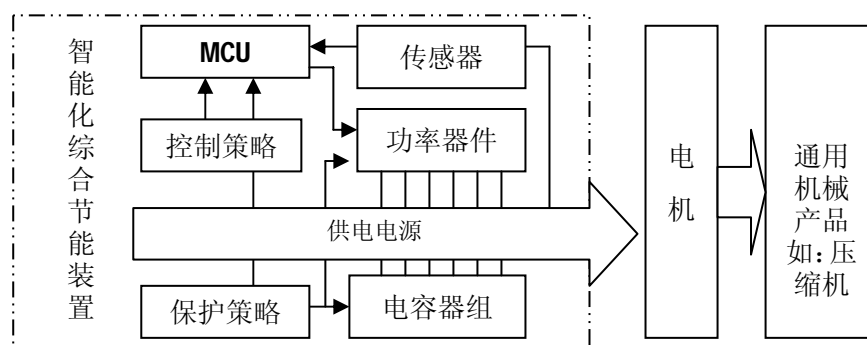 智能化综合节能装置
MCU
传感器
控制策略
功率器件
供电电源
保护策略
电容器组
电机
通用
机械
产品
如：压
缩机